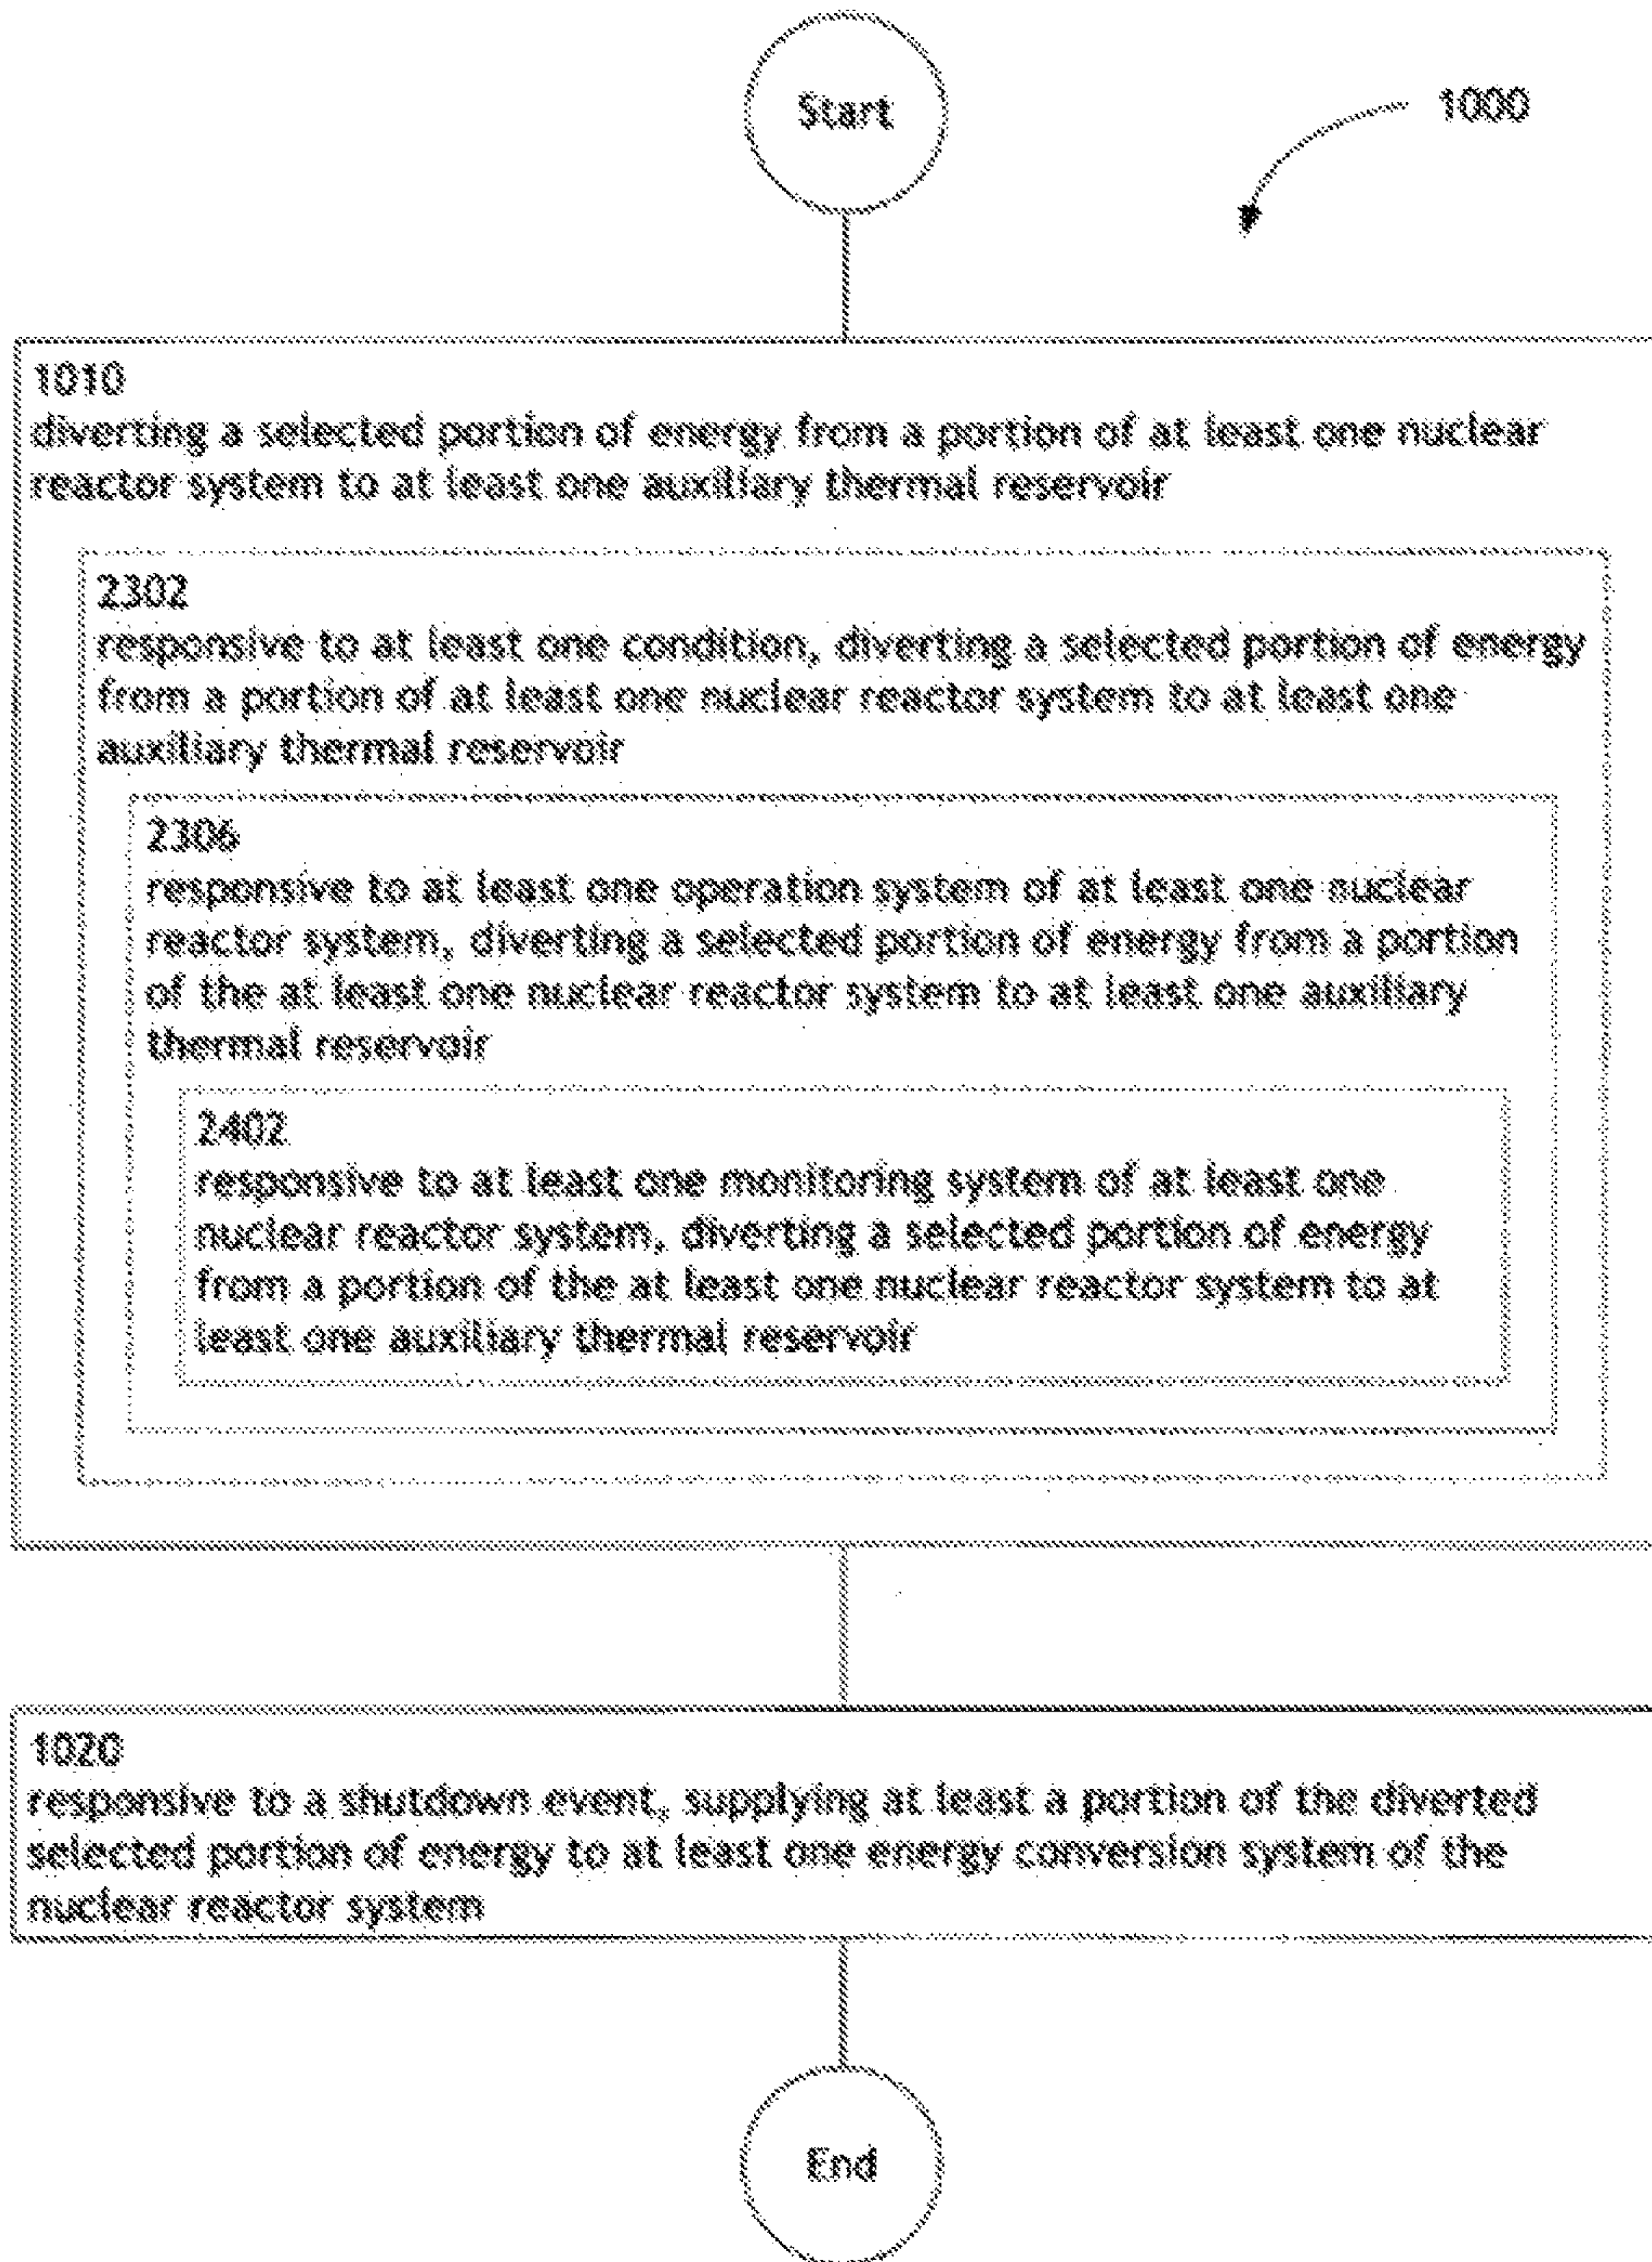 Start
1000
1010
diverting a selected portion of energy from a portion of at least one nuclear
reactor system to at least one auxiliary thermal reservoir
2302
responsive to at least one condition, diverting a selected portion of energy
from a portion of at least one nuclear reactor system to at least one
auxiliary thermal reservoir
2306
responsive to at least one operation system of at least one nuclear
reactor system, diverting a selected portion of energy from a portion
of the at least one nuclear reactor system to at least one auxiliary
thermal reservoir
2402
responsive to at least one monitoring system of at least one
nuclear reactor system, diverting a selected portion of energy
from a portion of the at least one nuclear reactor system to at
least one auxiliary thermal reservoir
1020
responsive to a shutdown event, supplying at least a portion of the diverted
selected portion of energy to at least one energy conversion system of the
nuclear reactor system
End